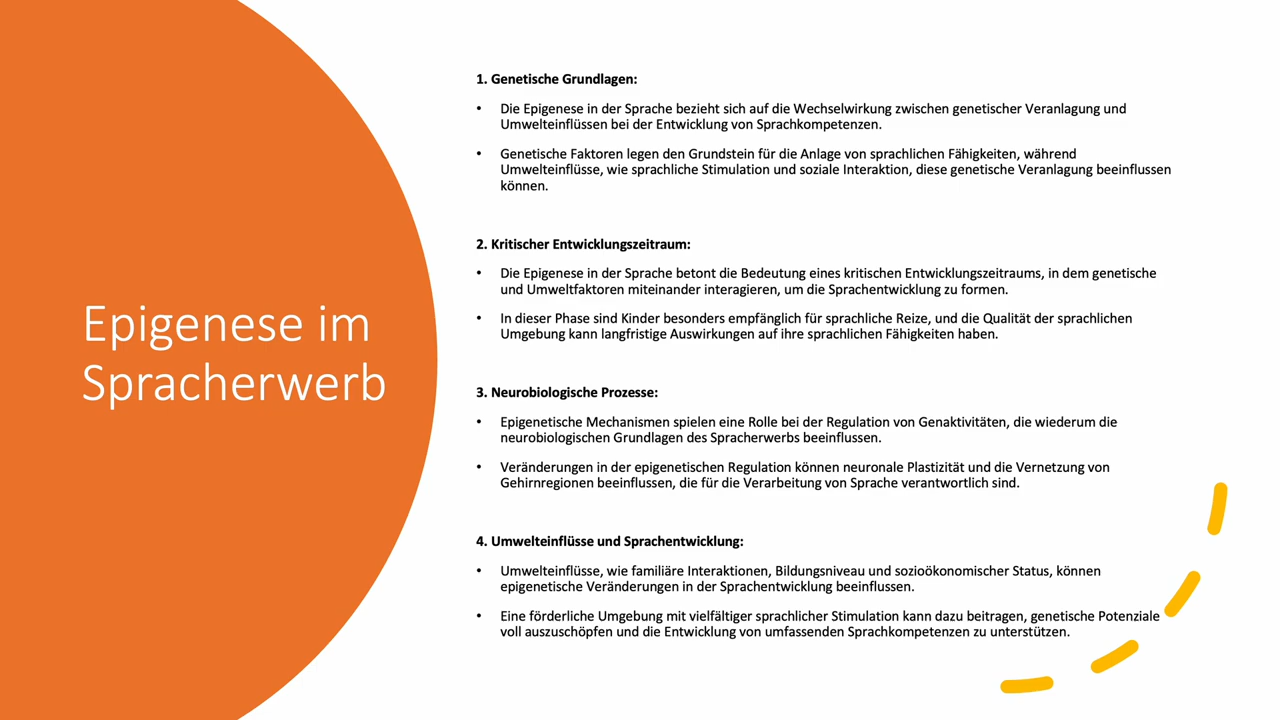 Epigenese im
Spracherwerb
1. Genetische Grundlagen:
• Die Epigenese in der Sprache bezieht sich auf die Wechselwirkung zwischen genetischer Veranlagung und
Umwelteinflüssen bei der Entwicklung von Sprachkompetenzen.
• Genetische Faktoren legen den Grundstein für die Anlage von sprachlichen Fähigkeiten, während
Umwelteinflüsse, wie sprachliche Stimulation und soziale Interaktion, diese genetische Veranlagung beeinflussen
können.
2. Kritischer Entwicklungszeitraum:
• Die Epigenese in der Sprache betont die Bedeutung eines kritischen Entwicklungszeitraums, in dem genetische
und Umweltfaktoren miteinander interagieren, um die Sprachentwicklung zu formen.
• In dieser Phase sind Kinder besonders empfänglich für sprachliche Reize, und die Qualität der sprachlichen
Umgebung kann langfristige Auswirkungen auf ihre sprachlichen Fähigkeiten haben.
3. Neurobiologische Prozesse:
• Epigenetische Mechanismen spielen eine Rolle bei der Regulation von Genaktivitäten, die wiederum die
neurobiologischen Grundlagen des Spracherwerbs beeinflussen.
• Veränderungen in der epigenetischen Regulation können neuronale Plastizität und die Vernetzung von
Gehirnregionen beeinflussen, die für die Verarbeitung von Sprache verantwortlich sind.
4. Umwelteinflüsse und Sprachentwicklung:
• Umwelteinflüsse, wie familiäre Interaktionen, Bildungsniveau und sozioökonomischer Status, können
epigenetische Veränderungen in der Sprachentwicklung beeinflussen.
• Eine förderliche Umgebung mit vielfältiger sprachlicher Stimulation kann dazu beitragen, genetische Potenziale
voll auszuschöpfen und die Entwicklung von umfassenden Sprachkompetenzen zu unterstützen.